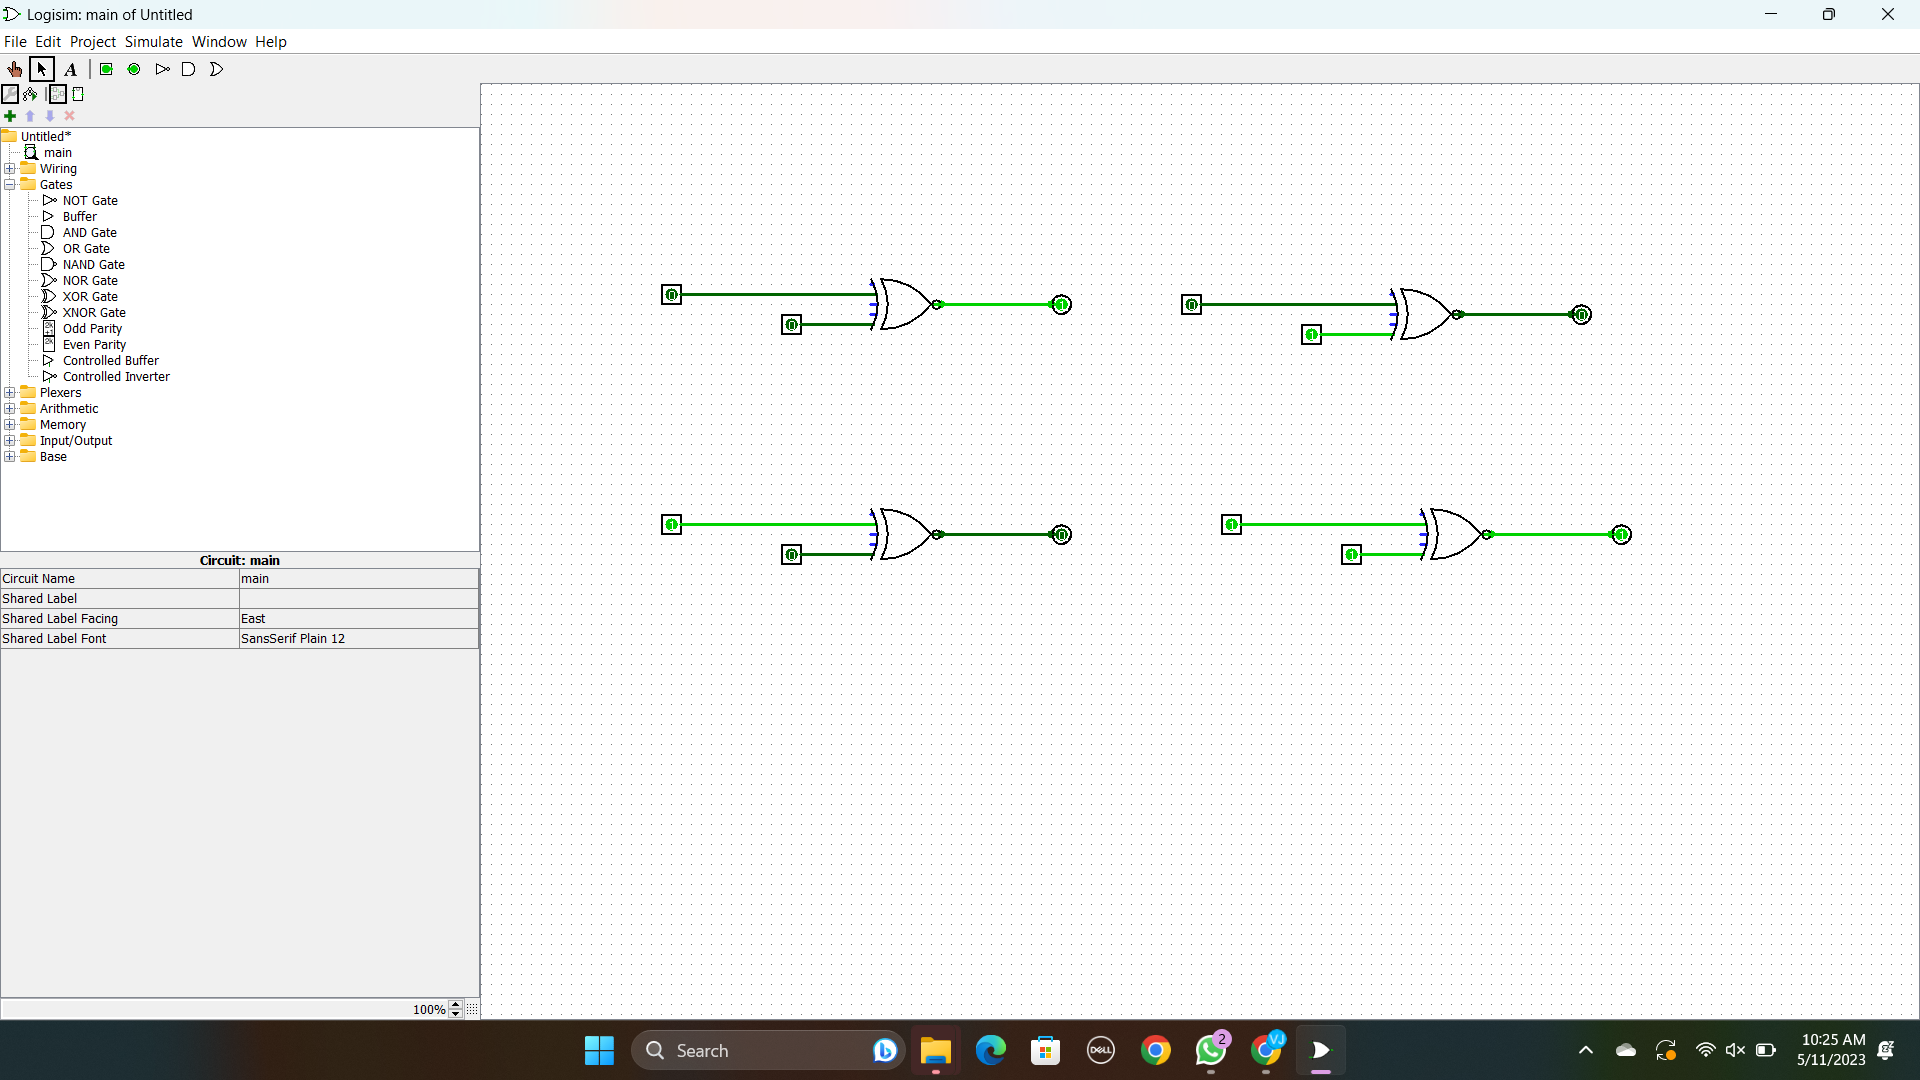 Logisim: main of Untitled
File Edit Project Simulate Window Help
A
Untitled*
main
Wiring
Gates
NOT Gate
Buffer
AND Gate
OR Gate
NAND Gate
NOR Gate
XOR Gate
XNOR Gate
Odd Parity
Even Parity
Controlled Buffer
Controlled Inverter
Plexers
Arithmetic
Memory
Input/Output
Base
Circuit: main
Circuit Name main
Shared Label
Shared Label Facing East
Shared Label Font SansSerif Plain 12
100%
0 1
0
0 0
1
1 0
0
1 1
1
Search
DELL
2
VJ
10:25 AM
5/11/2023